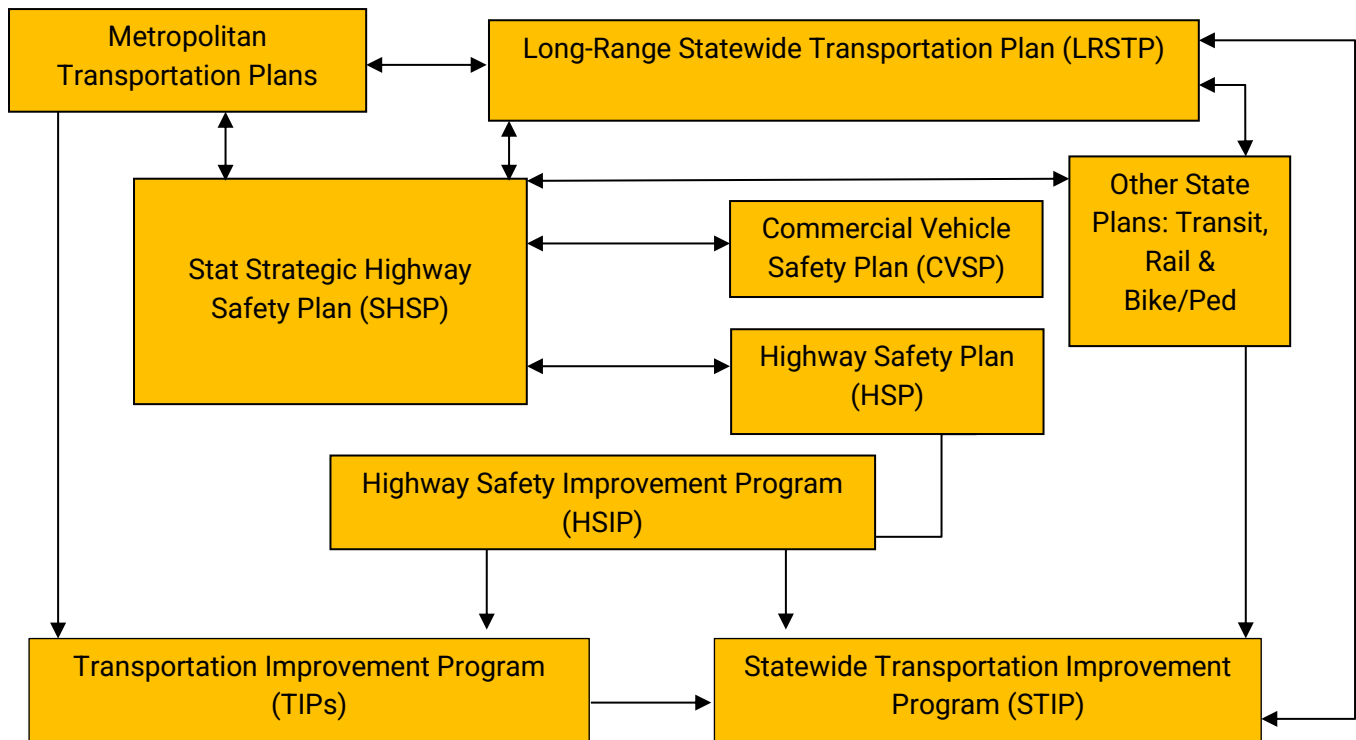 Metropolitan
Transportation Plans
Long-Range Statewide Transportation Plan (LRSTP)
Other State
Plans: Transit,
Rail &
Bike/Ped
Stat Strategic Highway
Safety Plan (SHSP)
Commercial Vehicle
Safety Plan (CVSP)
Highway Safety Plan
(HSP)
Highway Safety Improvement Program
(HSIP)
Transportation Improvement Program
(TIPs)
Statewide Transportation Improvement
Program (STIP)